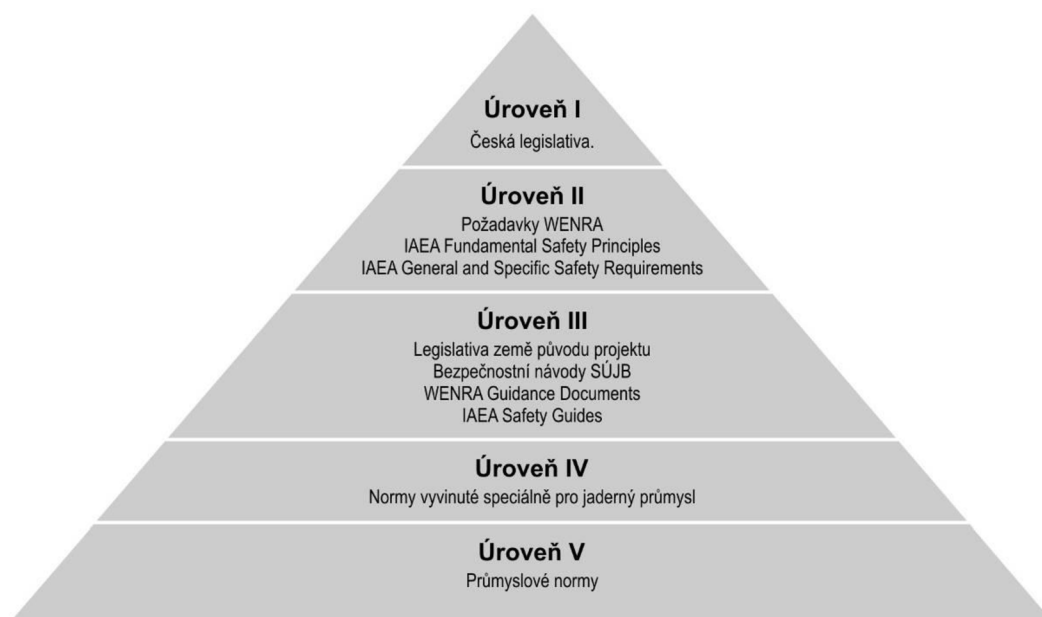 Úroveň I
Česká legislativa.
Úroveň II
Požadavky WENRA
IAEA Fundamental Safety Principles
IAEA General and Specific Safety Requirements
Úroveň III
Legislativa země původu projektu
Bezpečnostní návody SÚJB
WENRA Guidance Documents
IAEA Safety Guides
Úroveň IV
Normy vyvinuté speciálně pro jaderný průmysl
Úroveň V
Průmyslové normy